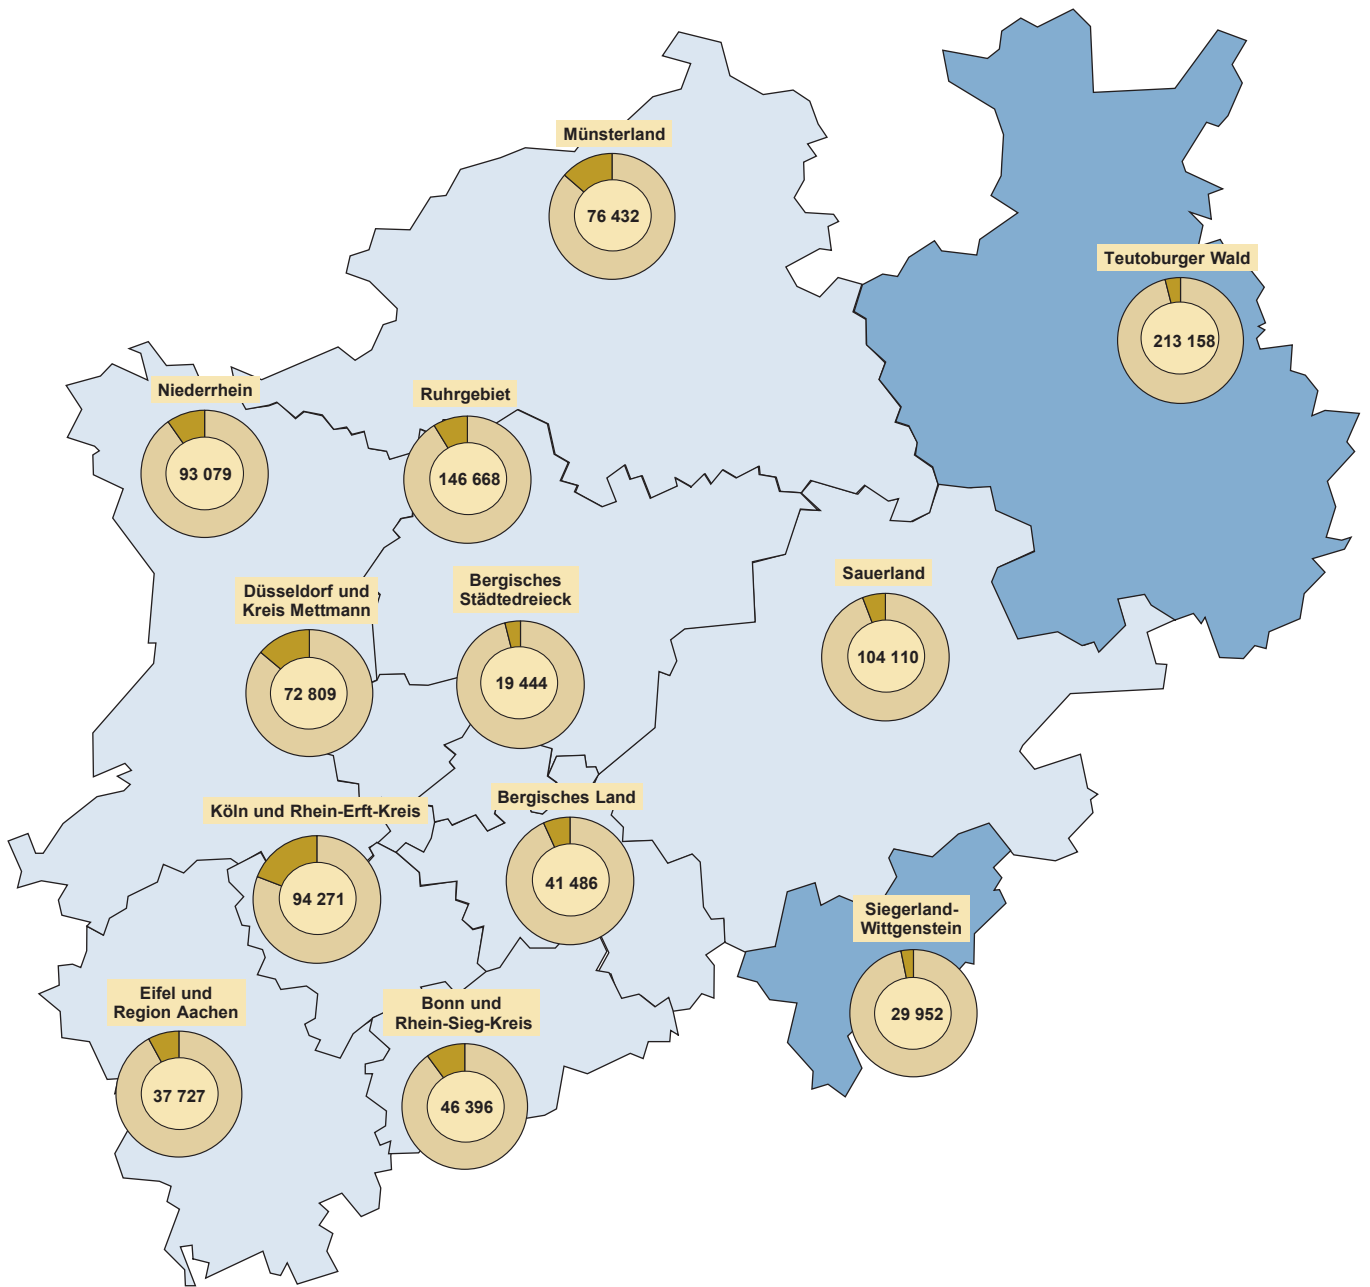 Münsterland
76 432
Teutoburger Wald
213 158
Niederrhein
93 079
Ruhrgebiet
146 668
Düsseldorf und
Kreis Mettmann
72 809
Bergisches
Städtedreieck
19 444
Sauerland
104 110
Köln und Rhein-Erft-Kreis
94 271
Bergisches Land
41 486
Siegerland-
Wittgenstein
29 952
Eifel und
Region Aachen
37 727
Bonn und
Rhein-Sieg-Kreis
46 396